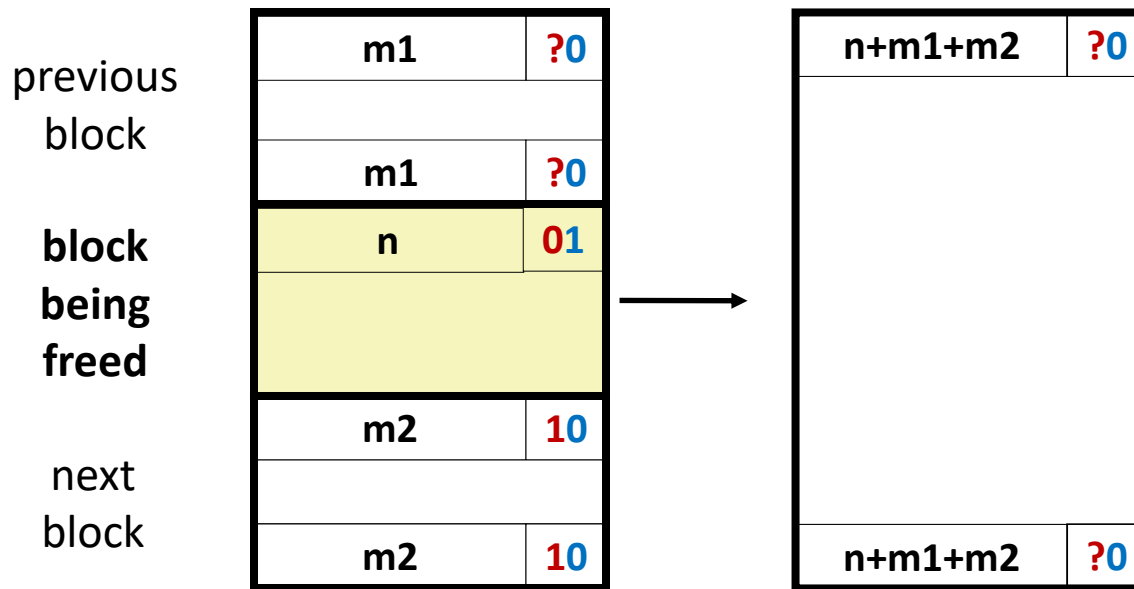 previous
block
m1 ?0
m1 ?0
block
being
freed
n 01
next
block
m2 10
m2 10
n+m1+m2 ?0
n+m1+m2 ?0